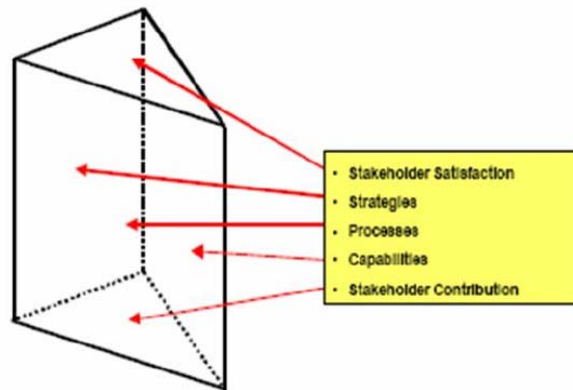 • Stakeholder Satisfaction
• Strategies
• Processes
• Capabilities
• Stakeholder Contribution